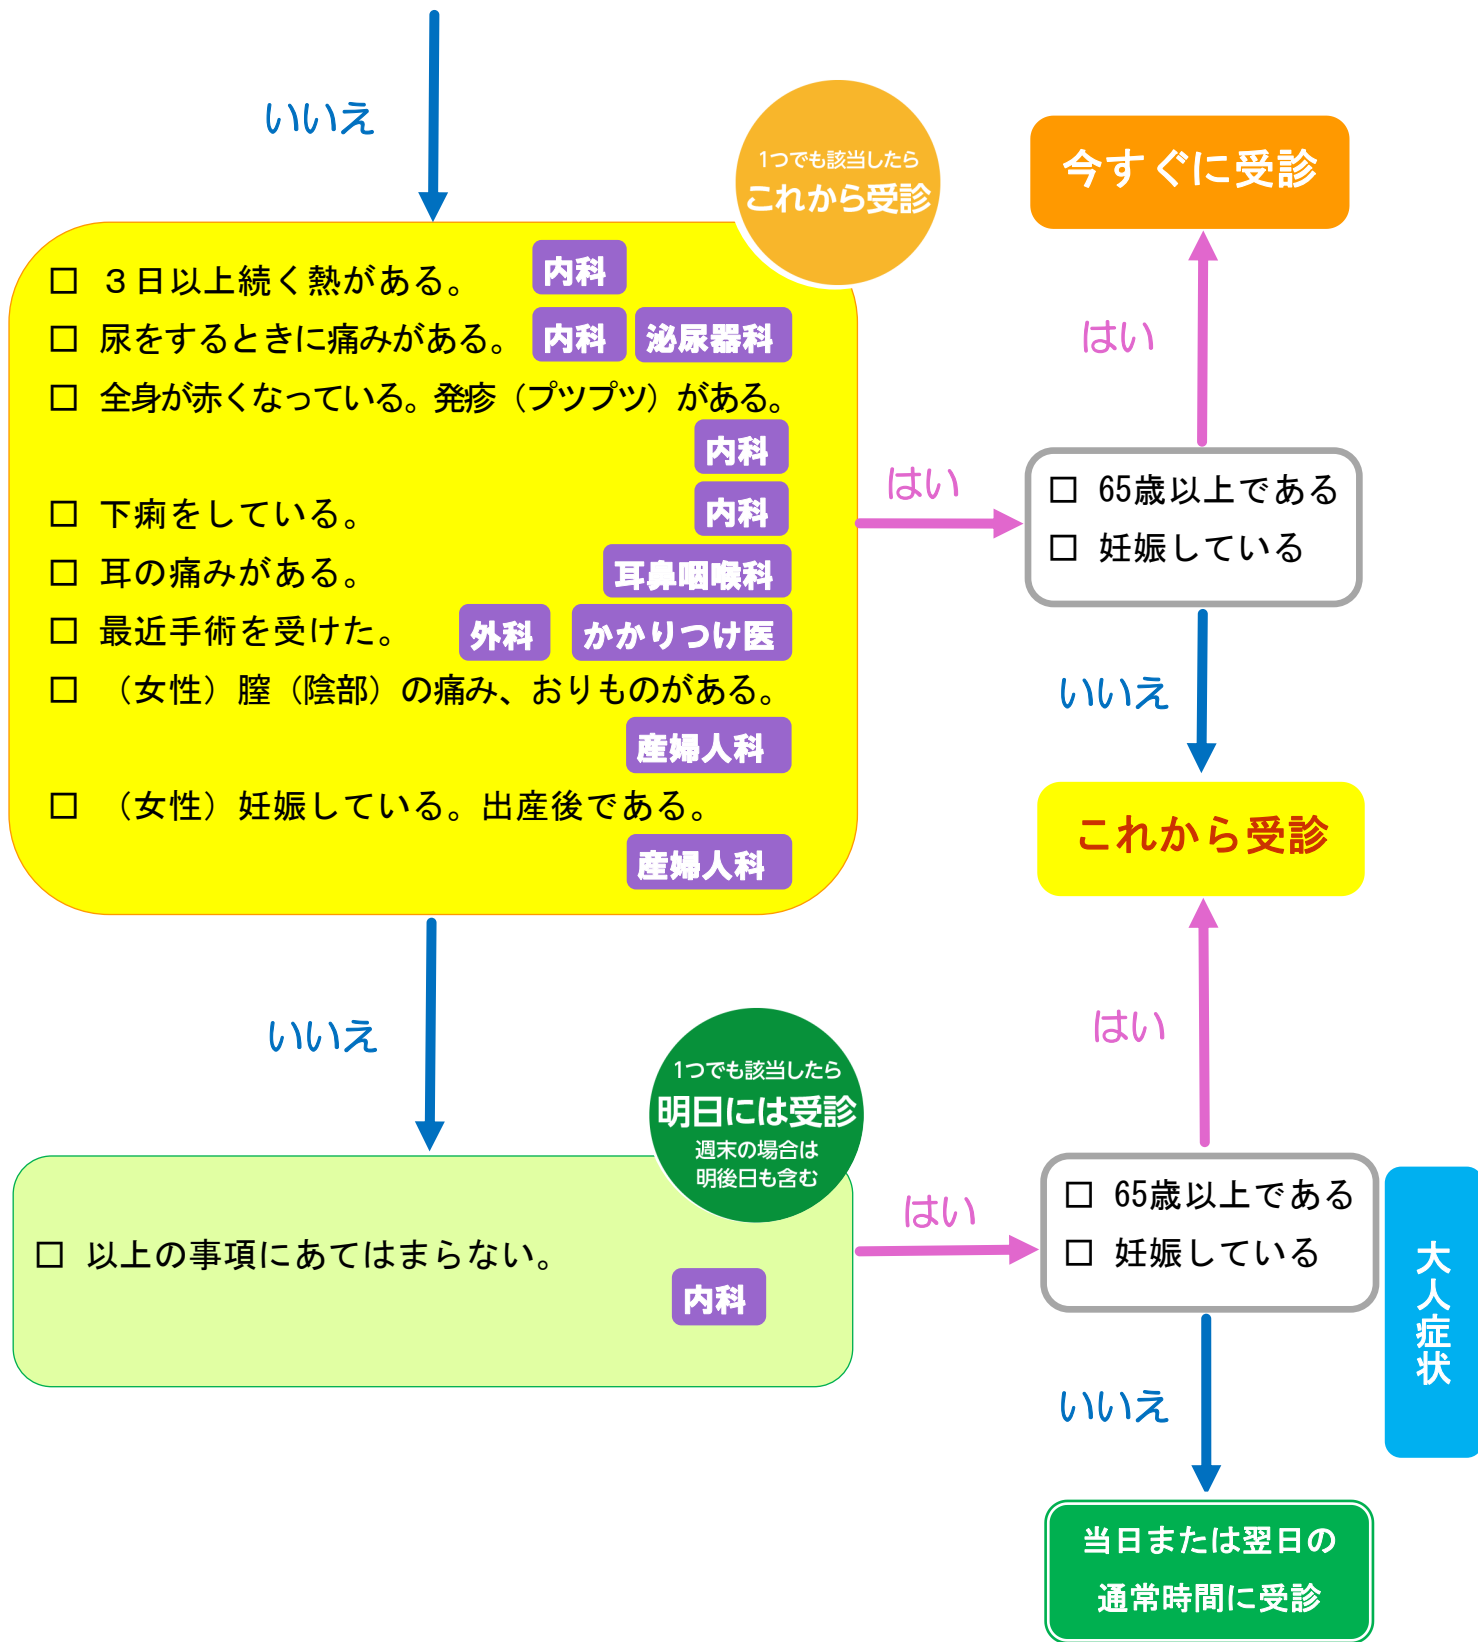 いいえ
1つでも該当したら
これから受診
今すぐに受診
はい
□ ３日以上続く熱がある。 内科
□ 尿をするときに痛みがある。 内科 泌尿器科
□ 全身が赤くなっている。発疹（プツプツ）がある。
内科
□ 下痢をしている。 内科
□ 耳の痛みがある。 耳鼻咽喉科
□ 最近手術を受けた。 外科 かかりつけ医
□ （女性）膣（陰部）の痛み、おりものがある。
産婦人科
□ （女性）妊娠している。出産後である。
産婦人科
はい
□ 65歳以上である
□ 妊娠している
いいえ
これから受診
はい
いいえ
1つでも該当したら
明日には受診
週末の場合は
明後日も含む
□ 以上の事項にあてはまらない。
内科
はい
□ 65歳以上である
□ 妊娠している
いいえ
当日または翌日の
通常時間に受診
大人症状